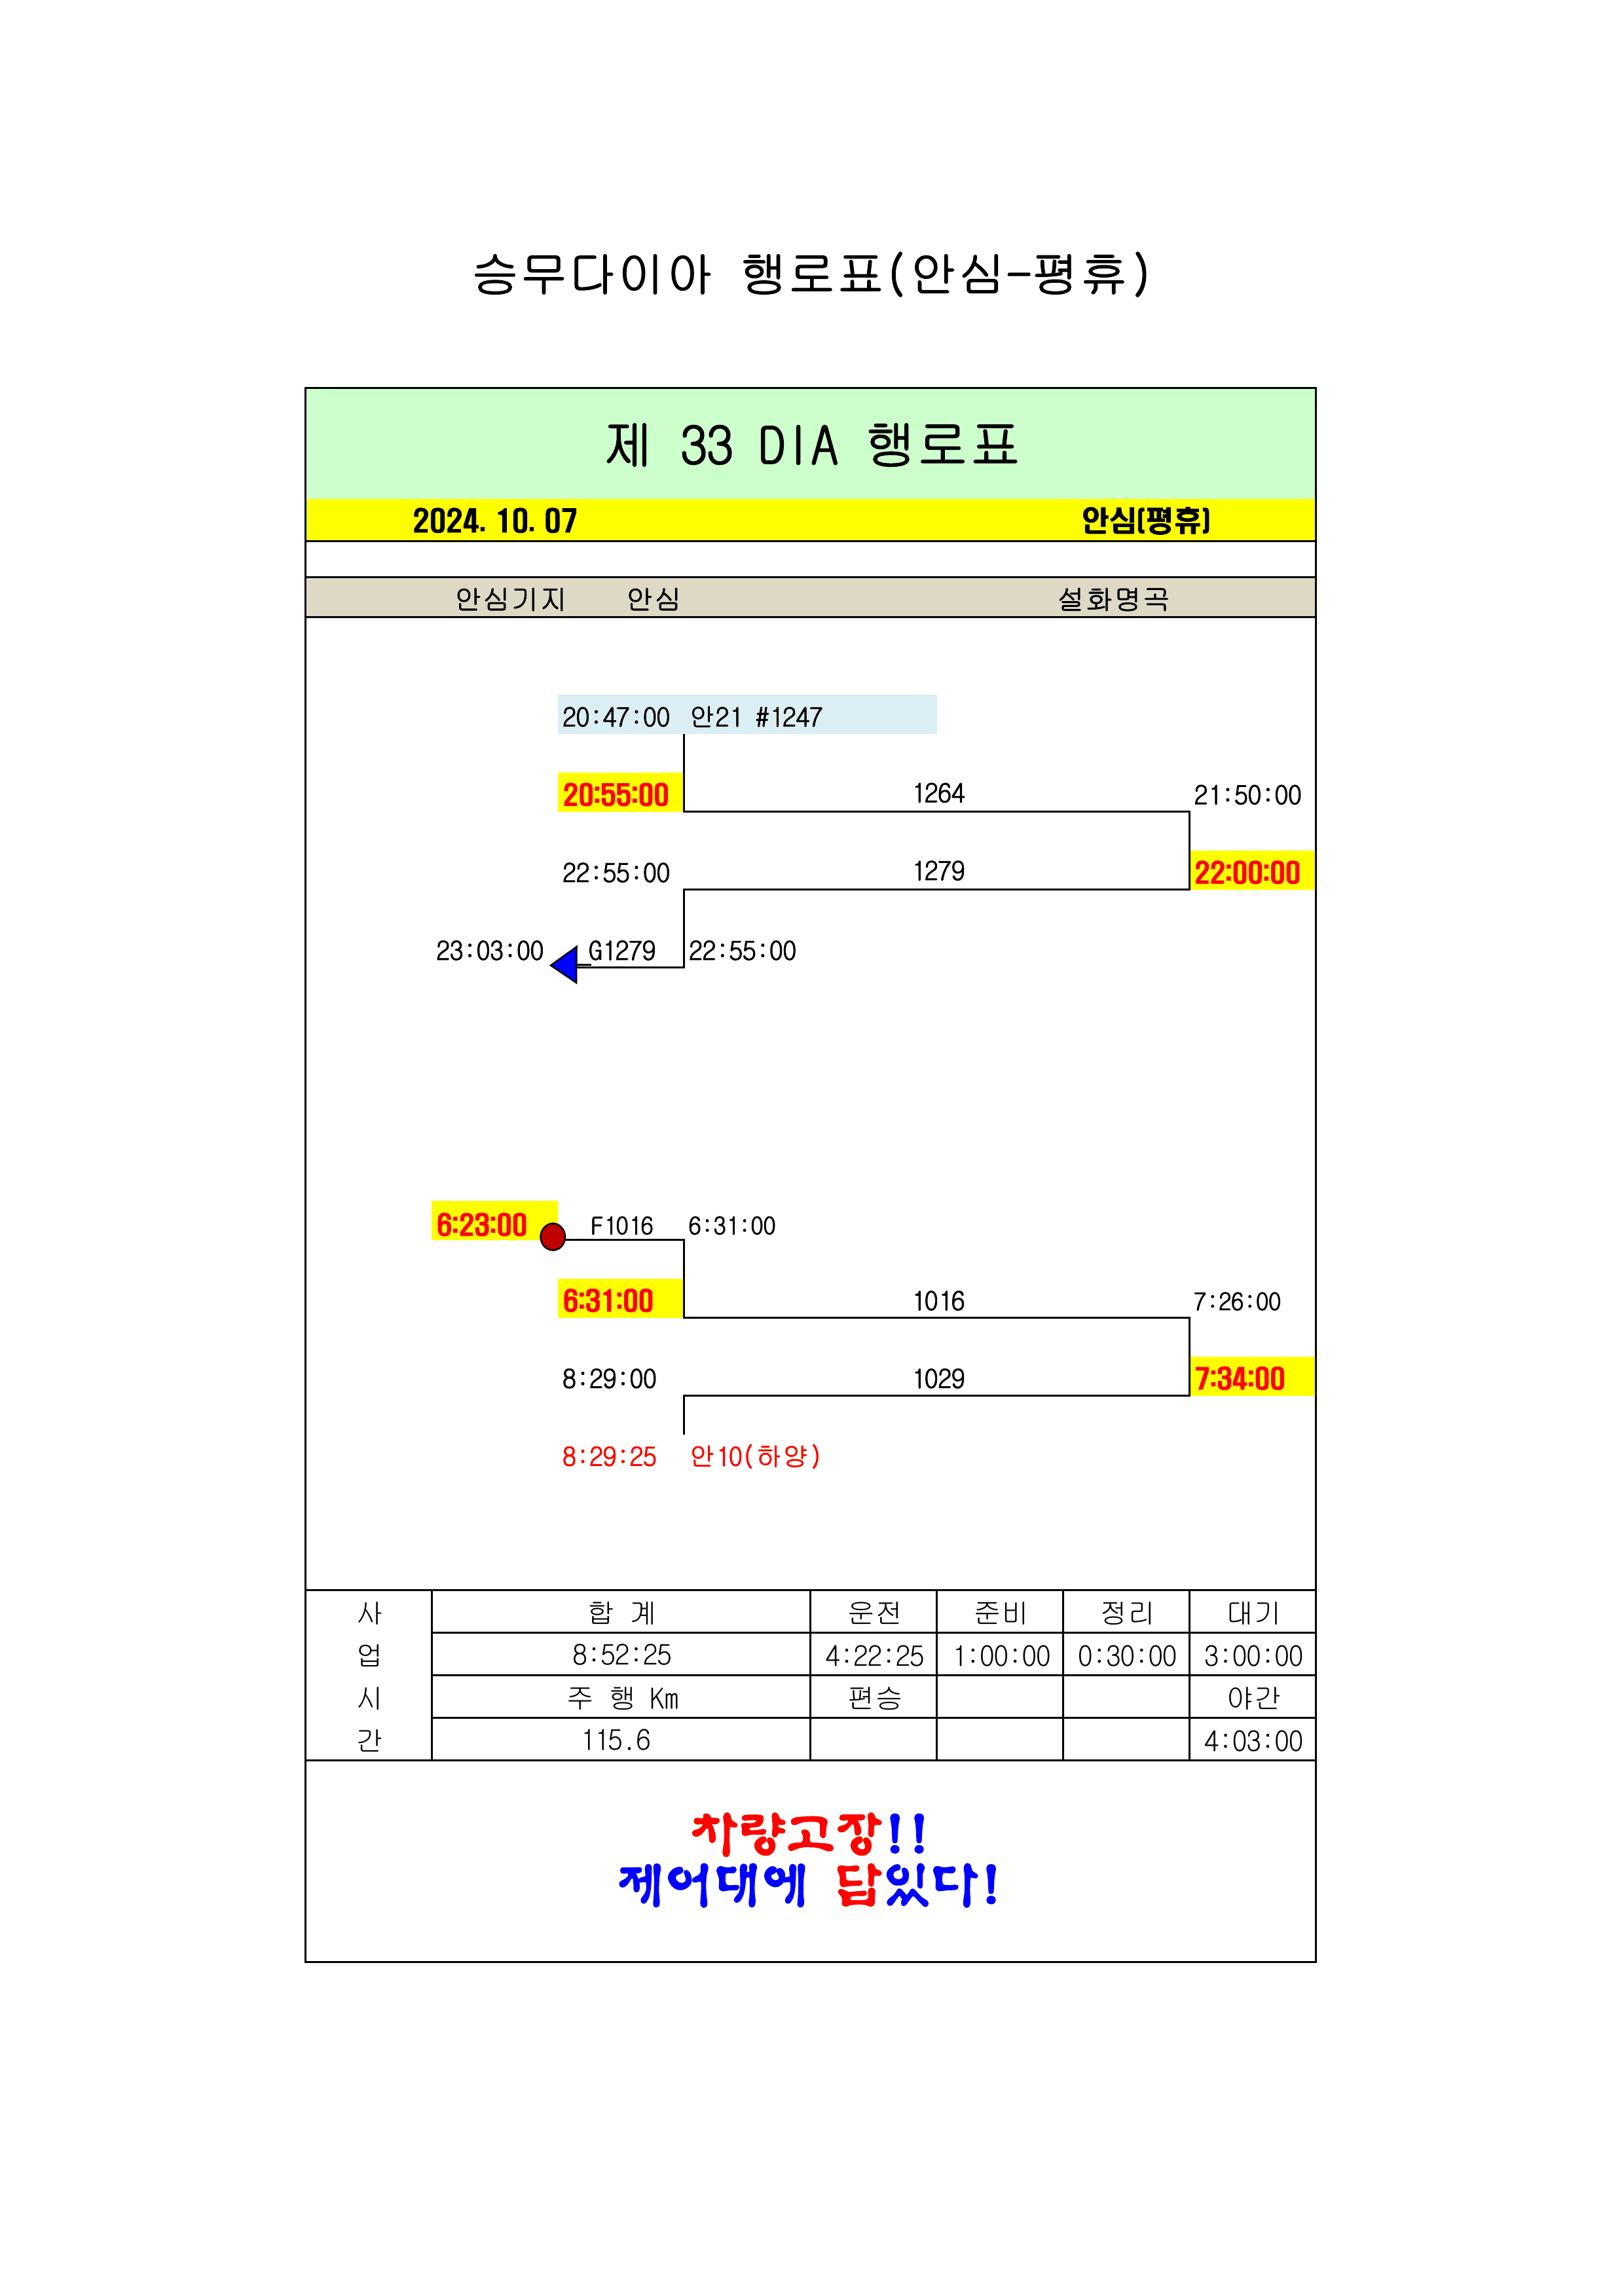 승무다이아 행로표(안심-평휴)
제 33 DIA 행로표
2024. 10. 07 안심(평휴)
안심기지 안심 설화명곡
20:47:00 안21 #1247
20:55:00 1264 21:50:00
22:55:00 1279 22:00:00
23:03:00 G1279 22:55:00
6:23:00 F1016 6:31:00
6:31:00 1016 7:26:00
8:29:00 1029 7:34:00
8:29:25 안10(하양)
사 합 계 운전 준비 정리 대기
업 8:52:25 4:22:25 1:00:00 0:30:00 3:00:00
시 주 행 Km 편승 야간
간 115.6 4:03:00
차량고장!!
제어대에 답있다!